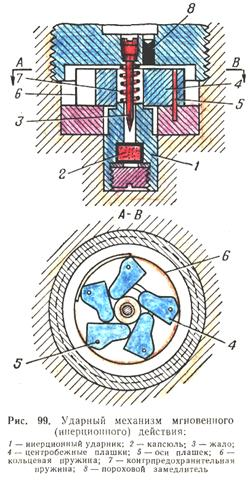 8
A
B
7
6
3
4
5
2
1
А-В
6
5
4
Рис. 99. Ударный механизм мгновенного
(инерционного) действия:
1 — инерционный ударник; 2 — капсюль; 3 — жало;
4 — центробежные плашки; 5 — оси плашек; 6 —
кольцевая пружина; 7 — контрпредохранительная
пружина; 8 — пороховой замедлитель